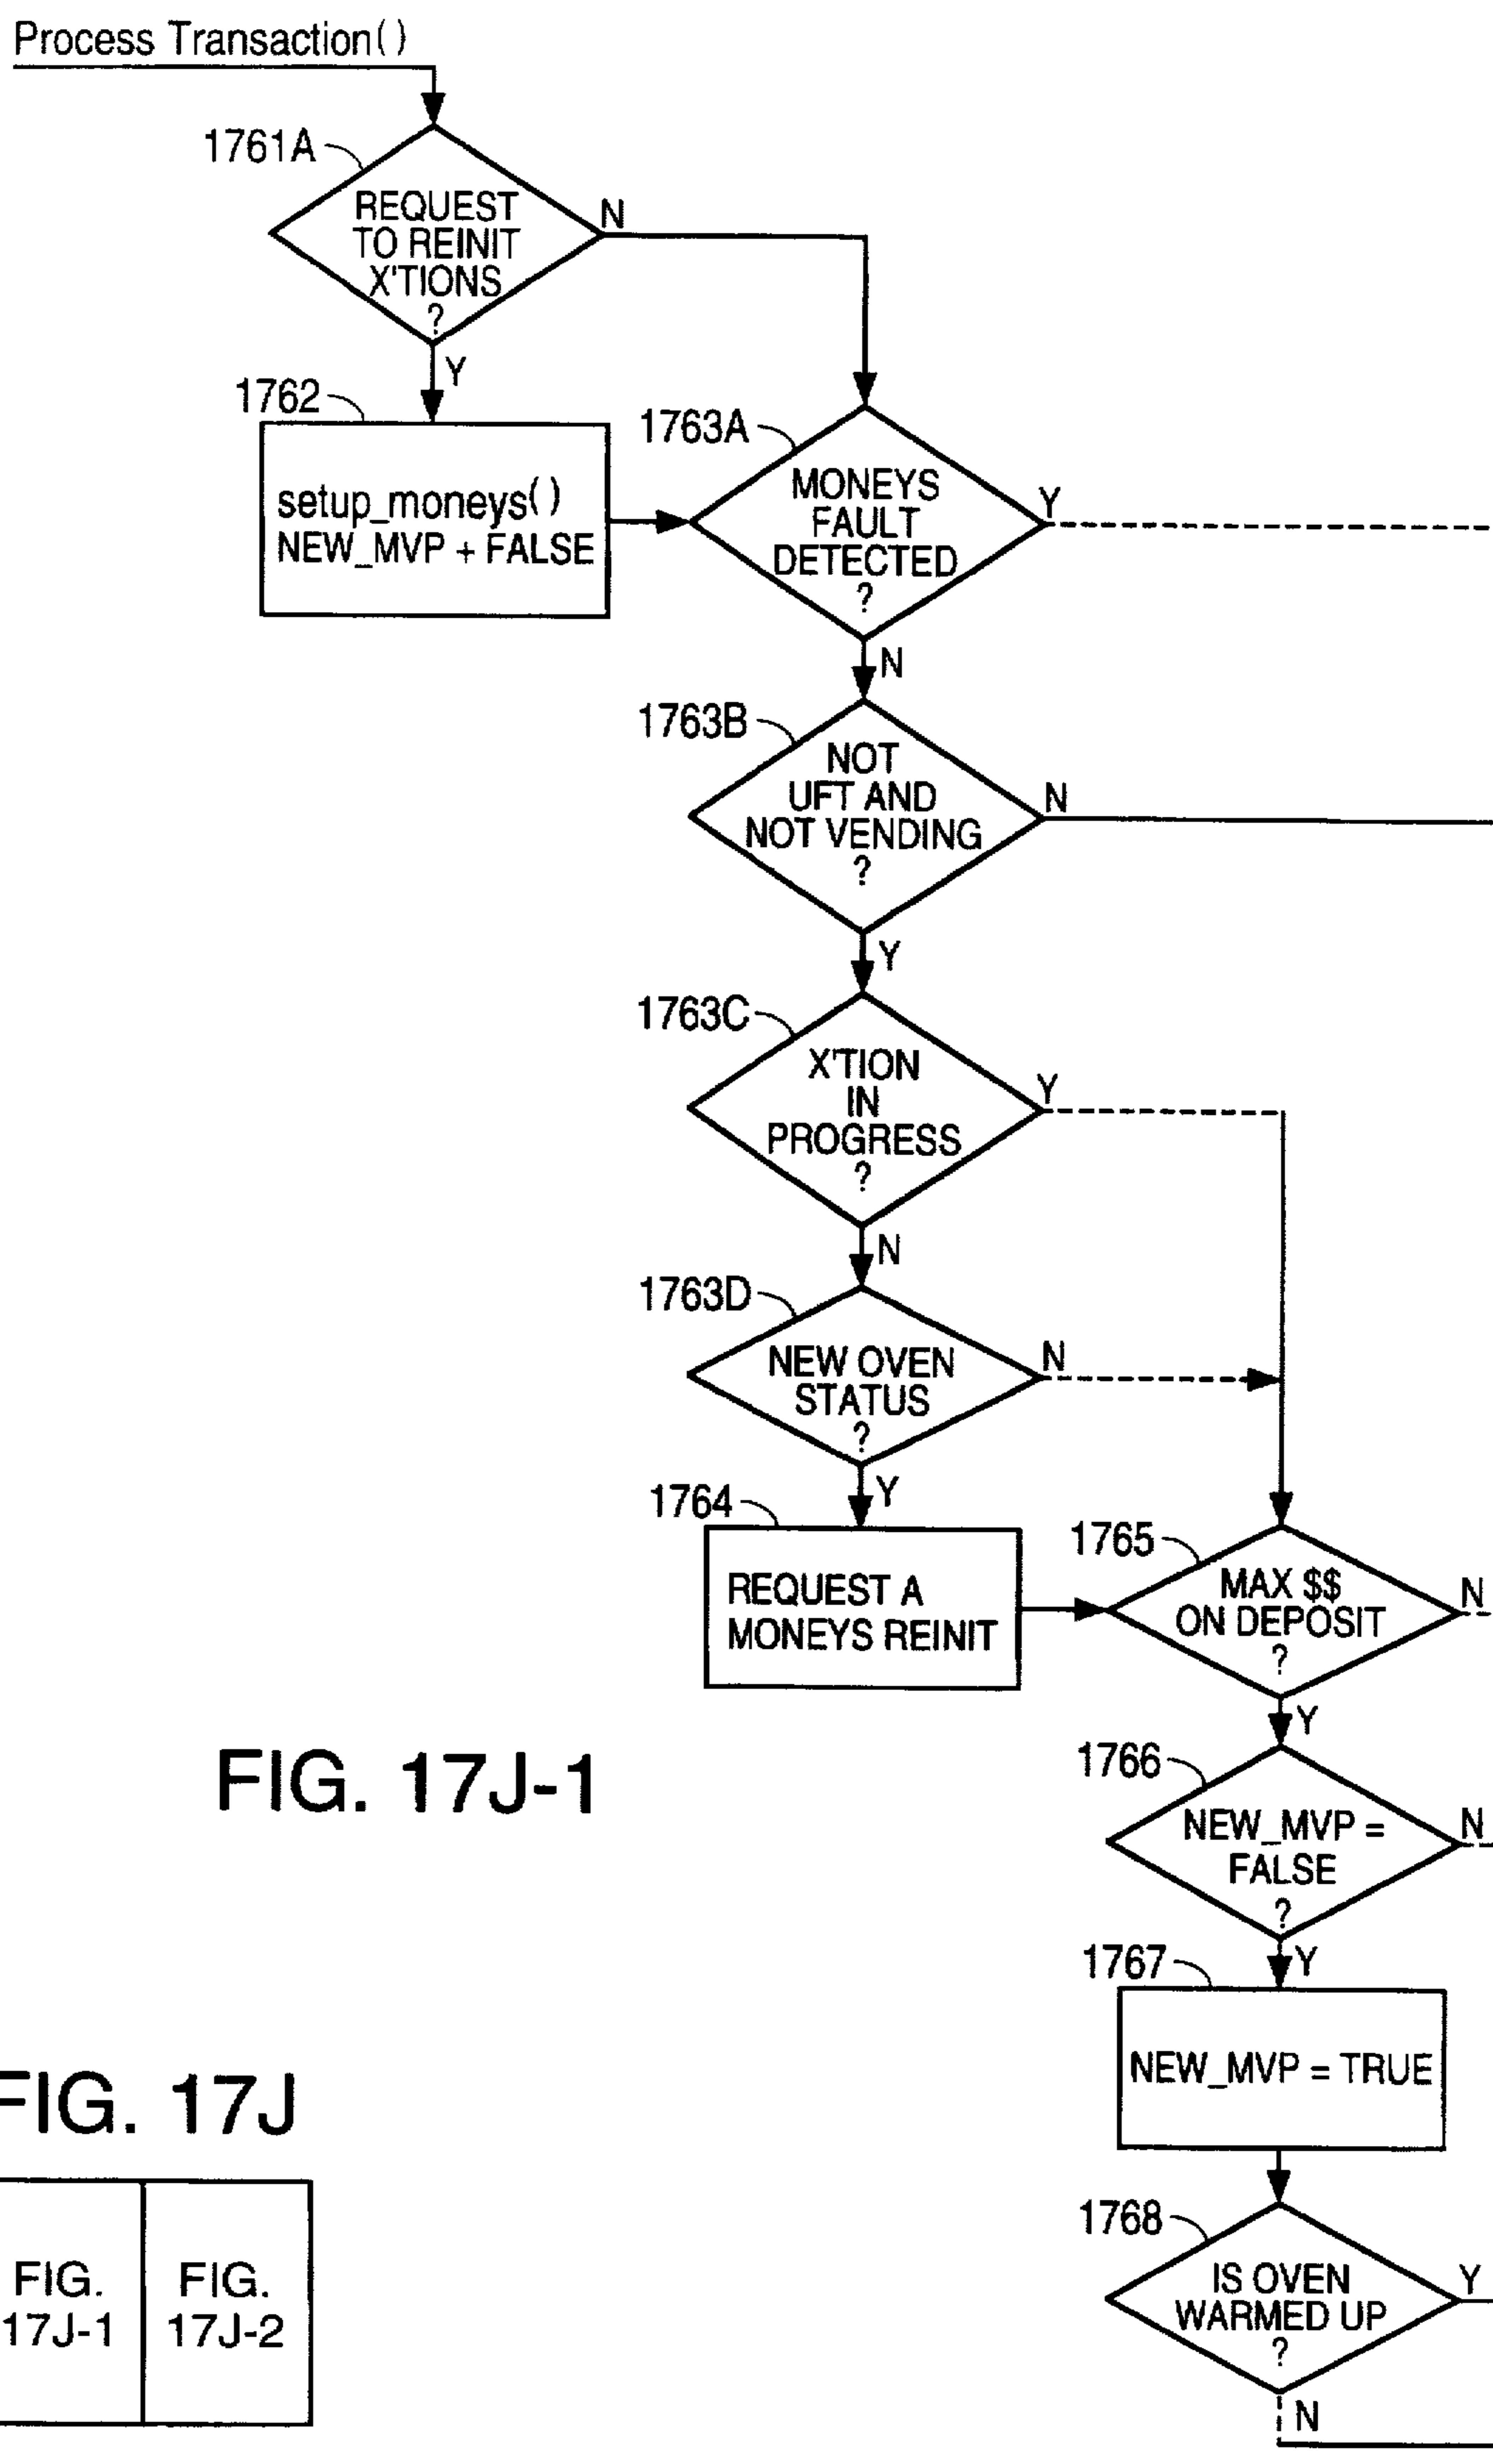 Process Transaction()
1761A
REQUEST
TO REINIT
X'TIONS
?
N
Y
1762
setup_moneys()
NEW_MVP + FALSE
1763A
MONEYS
FAULT
DETECTED
?
Y
N
1763B
NOT
UFT AND
NOT VENDING
?
N
Y
1763C
X'TION
IN
PROGRESS
?
Y
N
1763D
NEW OVEN
STATUS
?
N
Y
1764
REQUEST A
MONEYS REINIT
1765
MAX $$
ON DEPOSIT
?
N
Y
FIG. 17J-1
1766
NEW_MVP =
FALSE
?
N
Y
1767
NEW_MVP = TRUE
1768
IS OVEN
WARMED UP
?
Y
N
FIG. 17J
FIG.
17J-1
FIG.
17J-2